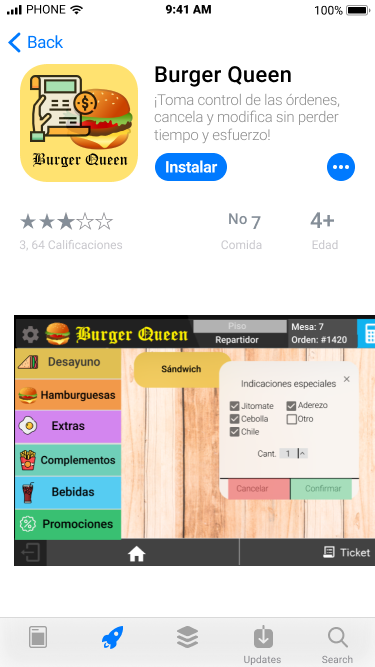 PHONE 9:41 AM 100%
Back
Burger Queen
¡Toma control de las órdenes,
cancela y modifica sin perder
tiempo y esfuerzo!
Instalar
Burger Queen
No 7 4+
3, 64 Calificaciones Comida Edad
Burger Queen
Piso
Repartidor
Mesa: 7
Orden: #1420
Desayuno
Hamburguesas
Extras
Complementos
Bebidas
Promociones
Sándwich
Indicaciones especiales
Jitomate Aderezo
Cebolla Otro
Chile
Cant. 1
Cancelar Confirmar
Ticket
Updates Search